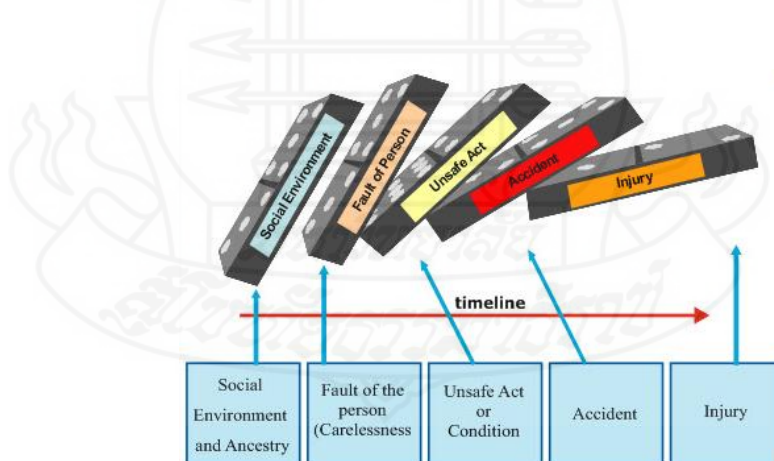 Social Environment
Fault of Person
Unsafe Act
Accident
Injury
timeline
Social
Environment
and Ancestry
Fault of the
person
(Carelessness
Unsafe Act
or
Condition
Accident
Injury